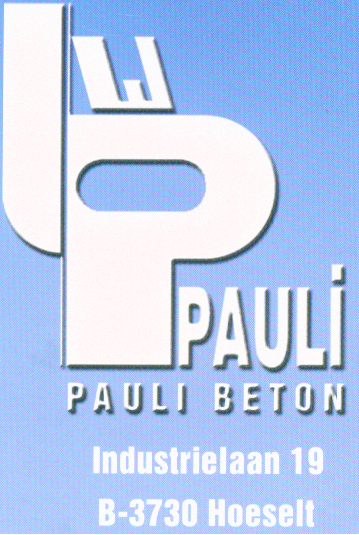 PAULi
PAULI BETON
Industrielaan 19
B-3730 Hoeselt